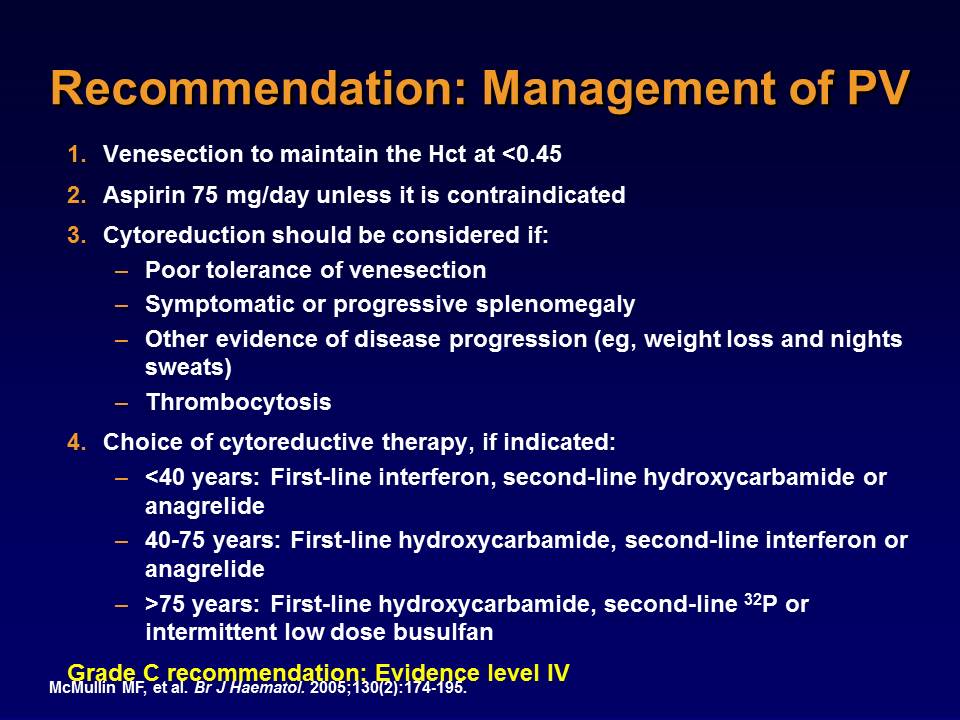 Recommendation: Management of PV
1. Venesection to maintain the Hct at <0.45
2. Aspirin 75 mg/day unless it is contraindicated
3. Cytoreduction should be considered if:
– Poor tolerance of venesection
– Symptomatic or progressive splenomegaly
– Other evidence of disease progression (eg, weight loss and nights
sweats)
– Thrombocytosis
4. Choice of cytoreductive therapy, if indicated:
– <40 years: First-line interferon, second-line hydroxycarbamide or
anagrelide
– 40-75 years: First-line hydroxycarbamide, second-line interferon or
anagrelide
– >75 years: First-line hydroxycarbamide, second-line ³²P or
intermittent low dose busulfan
Grade C recommendation; Evidence level IV
McMullin MF, et al. Br J Haematol. 2005;130(2):174-195.